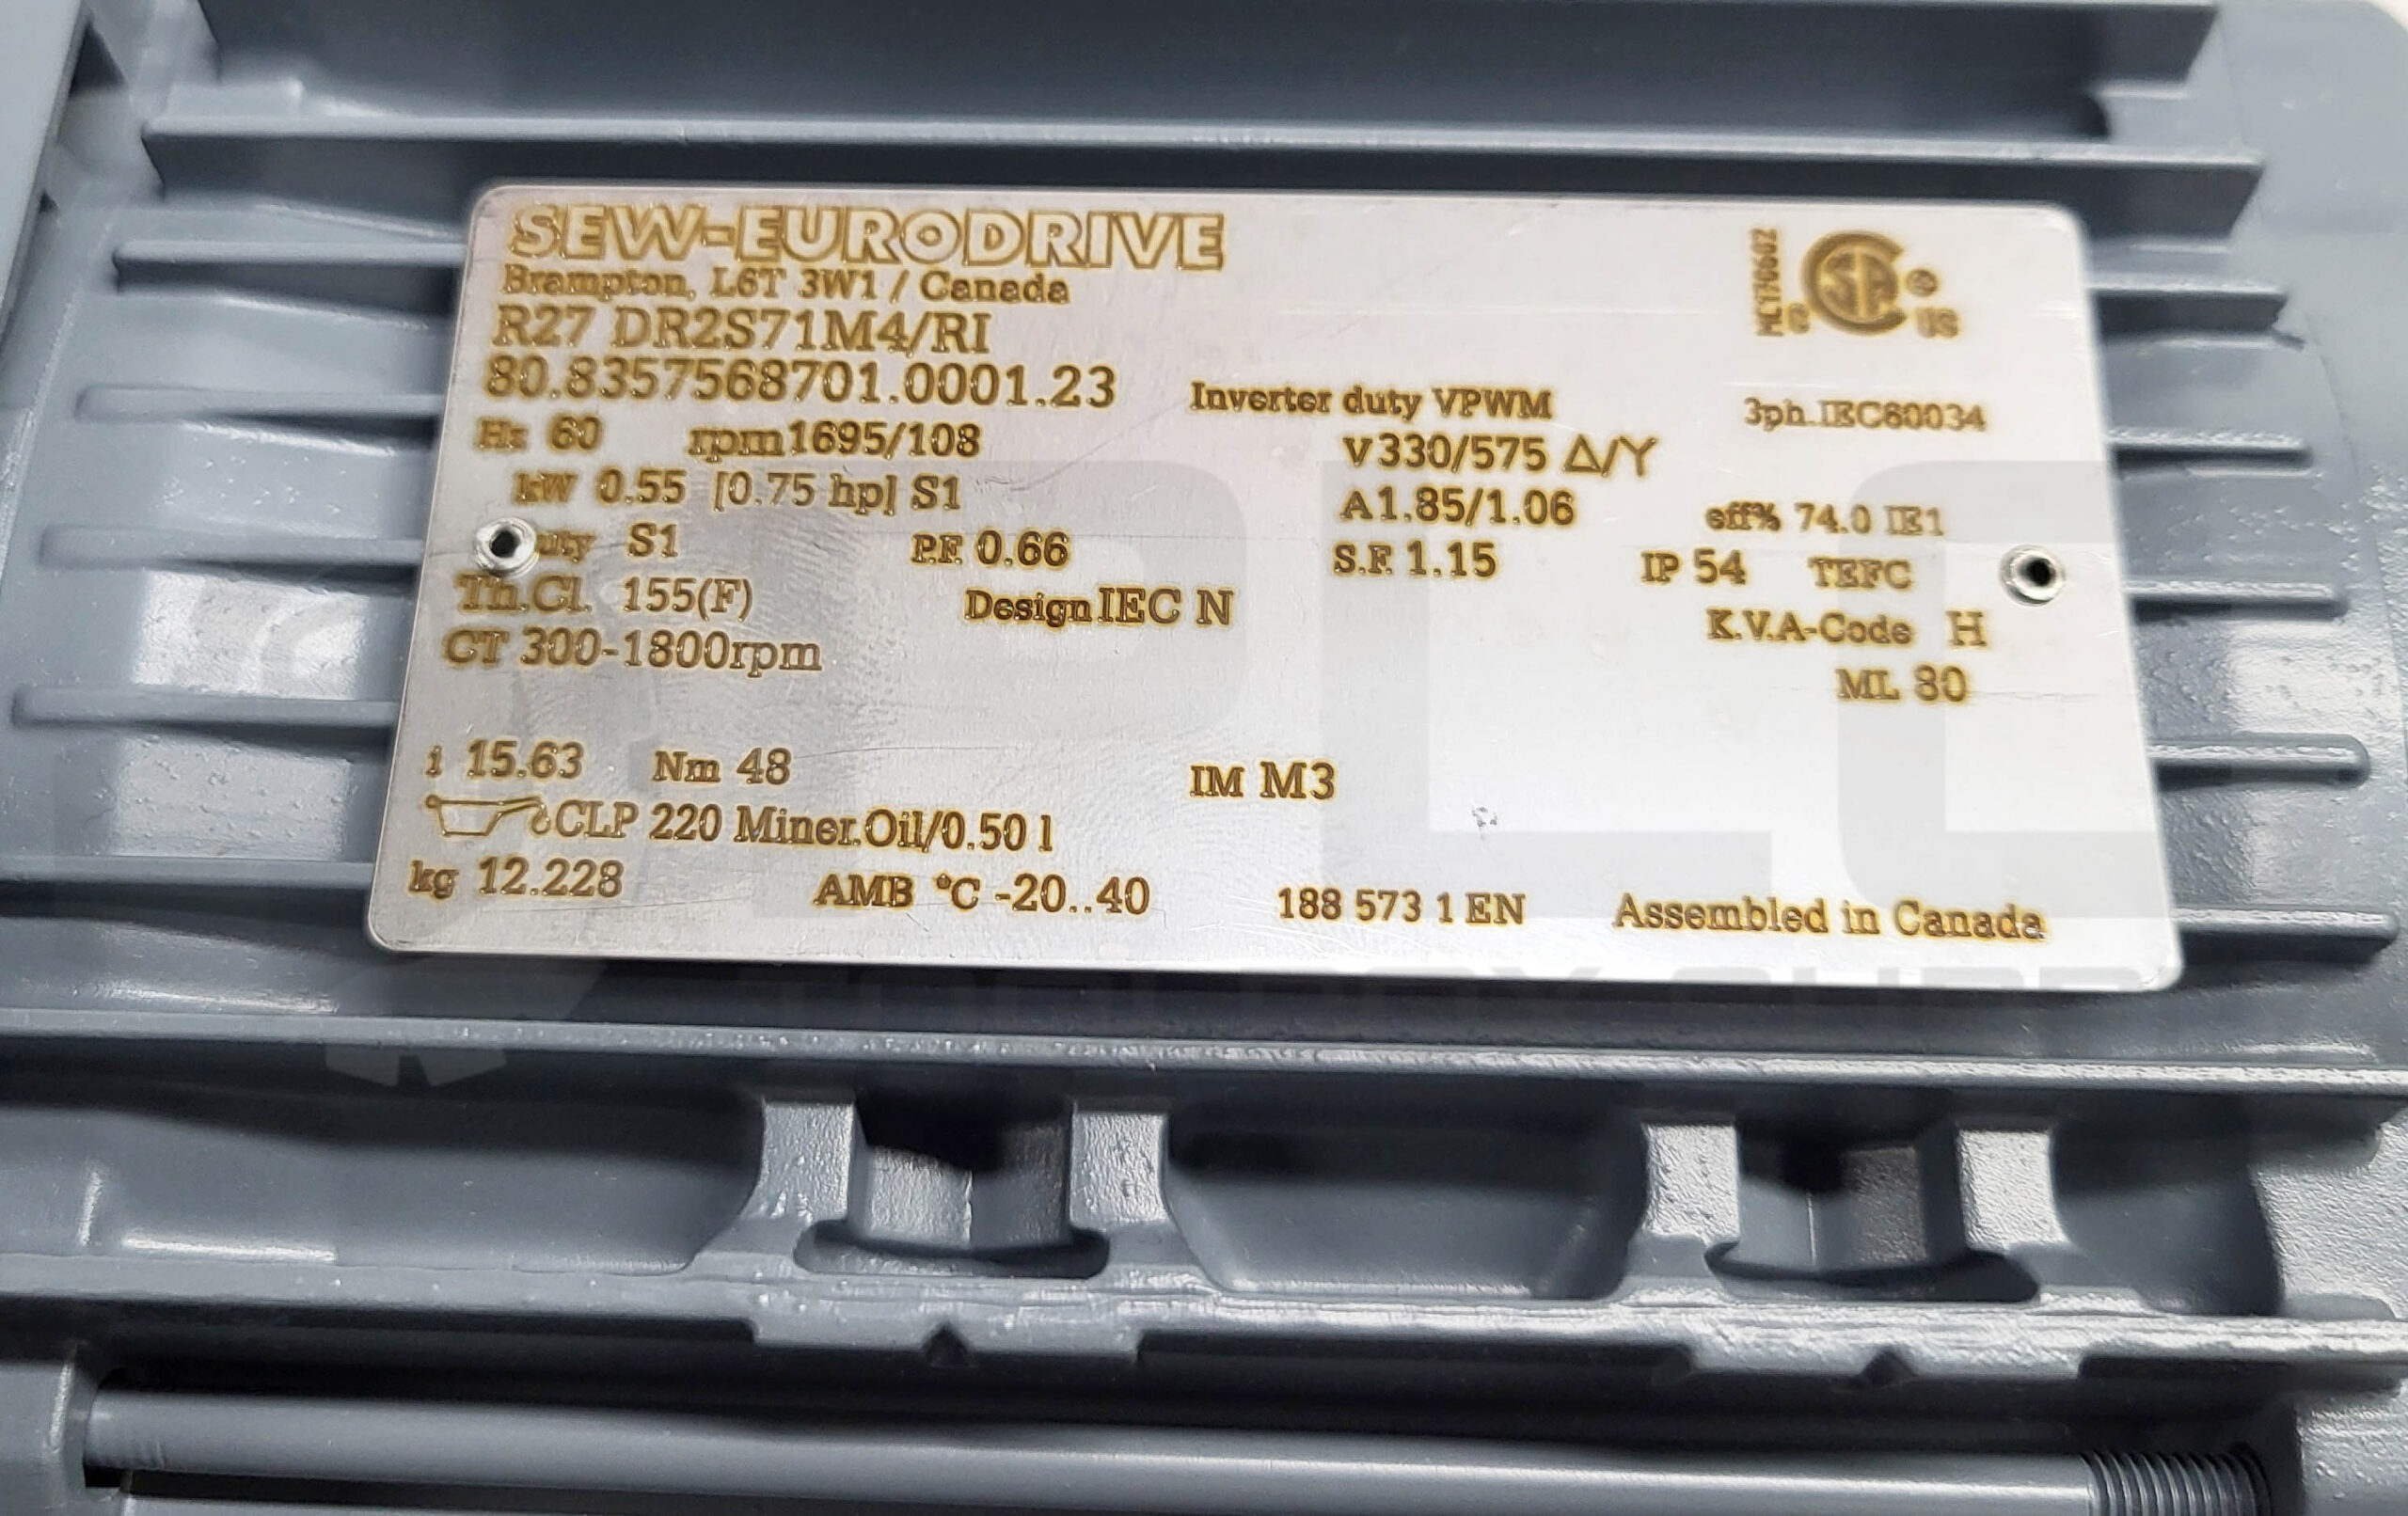 SEW-EURODRIVE
Brampton, L6T 3W1 / Canada
R27 DR2S71M4/RI
80.8357568701.0001.23
Inverter duty VPWM
3ph.IEC60034
Hz 60 rpm 1695/108 V 330/575 Δ/Y
kW 0.55 [0.75 hp] S1 A 1.85/1.06 eff% 74.0 IE1
uty S1 P.F. 0.66 S.F. 1.15 IP 54 TEFC
Th.Cl. 155(F) Design IEC N K.V.A-Code H
CT 300-1800rpm ML 80
i 15.63 Nm 48 IM M3
CLP 220 Miner.Oil/0.50 l
kg 12.228 AMB °C -20..40 188 573 1 EN Assembled in Canada
C SA US
PLC